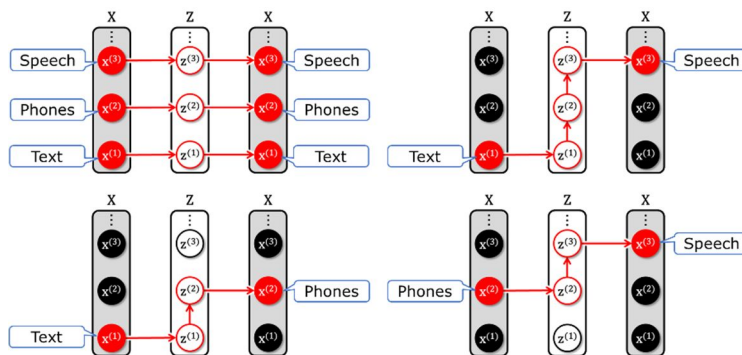 X Z X
Speech x⁽³⁾ z⁽³⁾ x⁽³⁾ Speech
Phones x⁽²⁾ z⁽²⁾ x⁽²⁾ Phones
Text x⁽¹⁾ z⁽¹⁾ x⁽¹⁾ Text
X Z X
x⁽³⁾ z⁽³⁾ x⁽³⁾ Speech
x⁽²⁾ z⁽²⁾ x⁽²⁾
Text x⁽¹⁾ z⁽¹⁾ x⁽¹⁾
X Z X
x⁽³⁾ z⁽³⁾ x⁽³⁾
x⁽²⁾ z⁽²⁾ x⁽²⁾ Phones
Text x⁽¹⁾ z⁽¹⁾ x⁽¹⁾
X Z X
x⁽³⁾ z⁽³⁾ x⁽³⁾ Speech
Phones x⁽²⁾ z⁽²⁾ x⁽²⁾
x⁽¹⁾ z⁽¹⁾ x⁽¹⁾